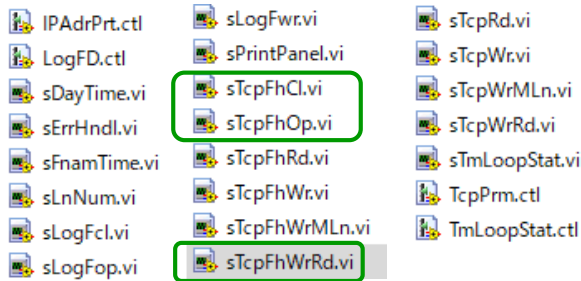 IPAdrPrt.ctl
LogFD.ctl
sDayTime.vi
sErrHndl.vi
sFnamTime.vi
sLnNum.vi
sLogFcl.vi
sLogFop.vi
sLogFwr.vi
sPrintPanel.vi
sTcpFhCl.vi
sTcpFhOp.vi
sTcpFhRd.vi
sTcpFhWr.vi
sTcpFhWrMLn.vi
sTcpFhWrRd.vi
sTcpRd.vi
sTcpWr.vi
sTcpWrMLn.vi
sTcpWrRd.vi
sTmLoopStat.vi
TcpPrm.ctl
TmLoopStat.ctl